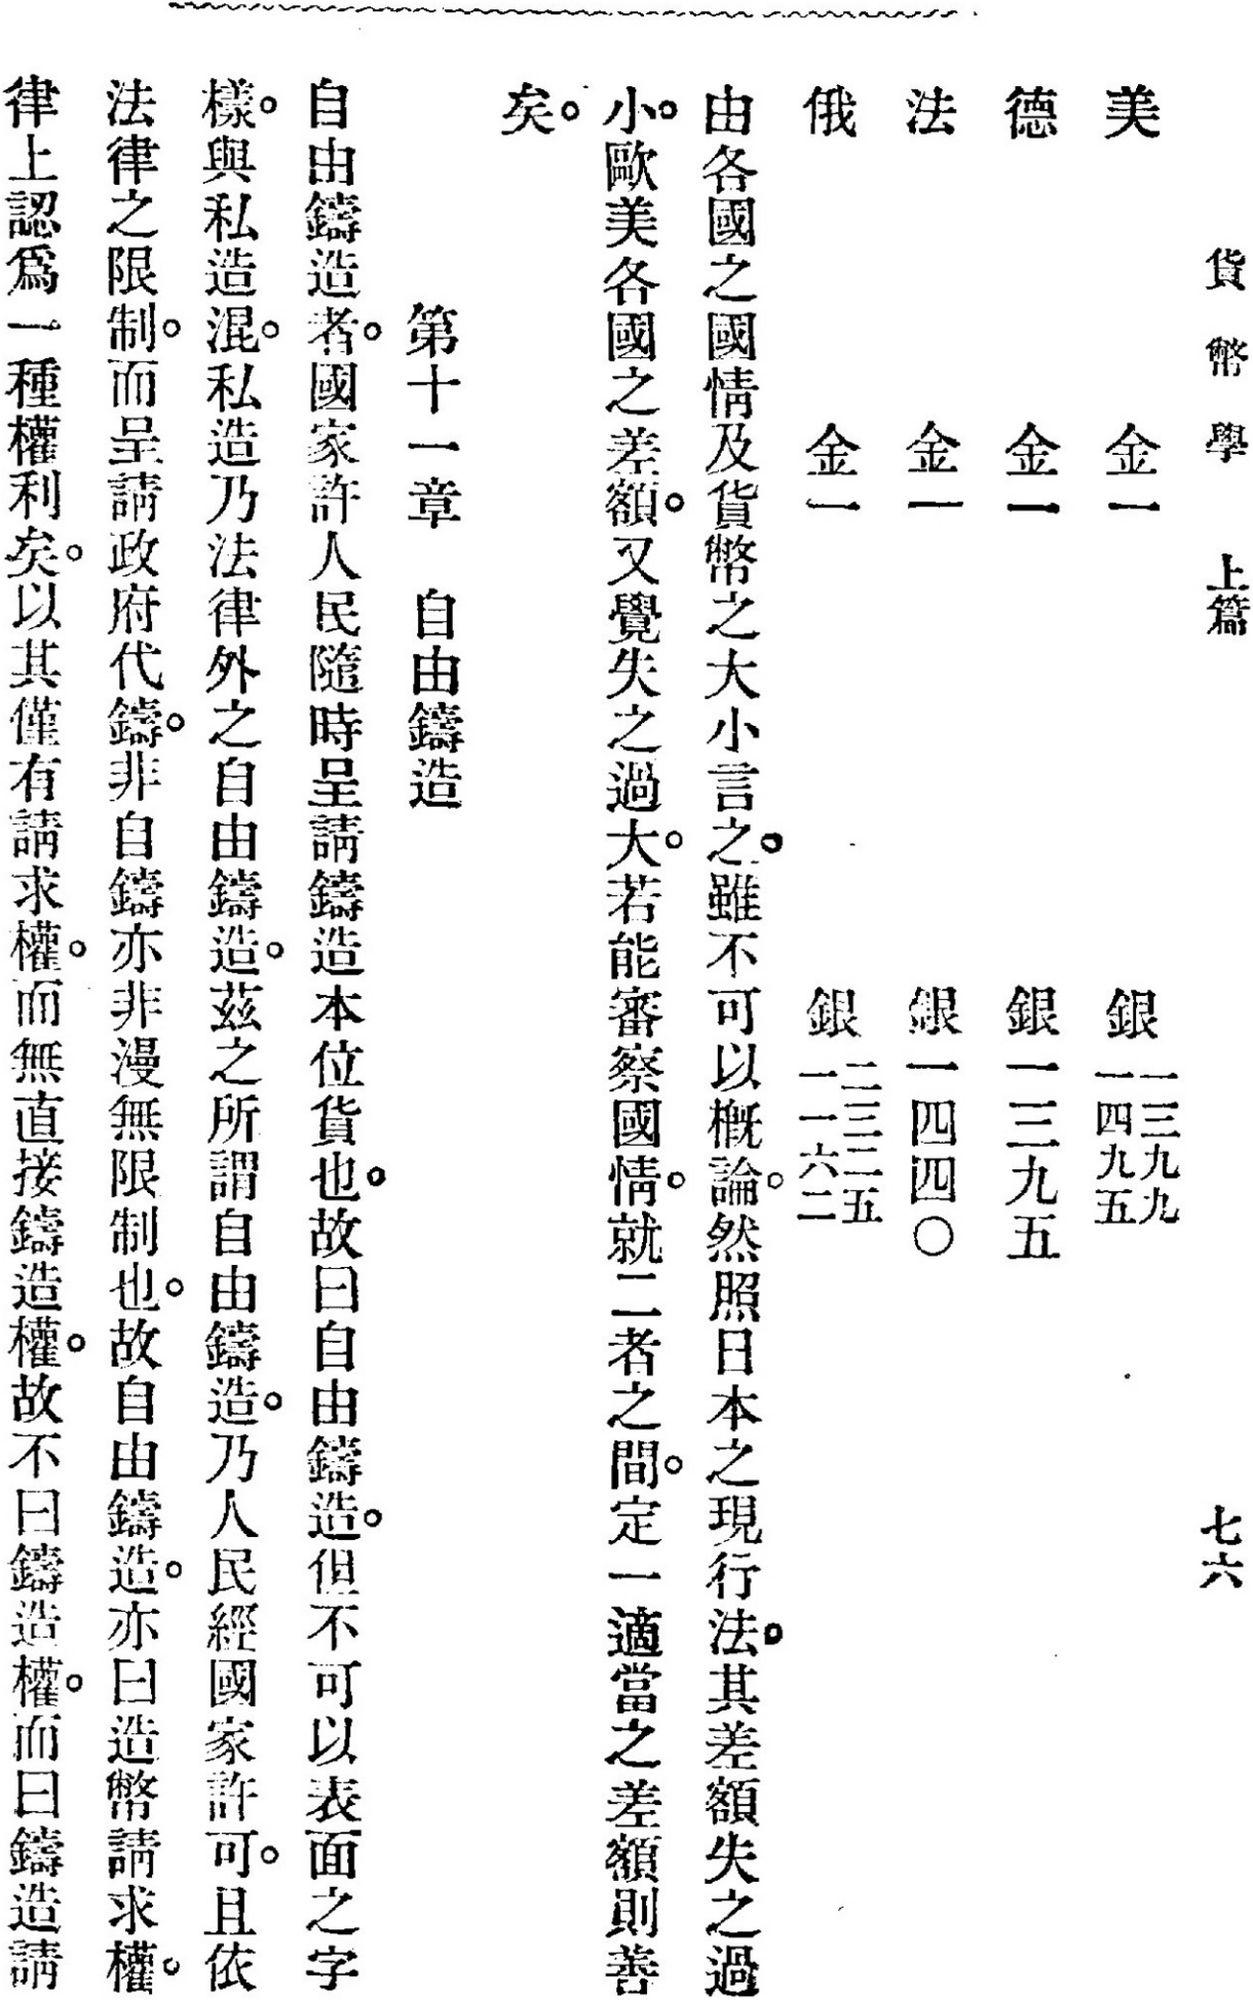 貨幣學 上篇 七六
美 金一 銀一三九九 一四九五
德 金一 銀一三九五
法 金一 銀一四四〇
俄 金一 銀二三二五 一一六二
由各國之國情及貨幣之大小言之。雖不可以概論。然照日本之現行法。其差額失之過
小。歐美各國之差額。又覺失之過大。若能審察國情。就二者之間。定一適當之差額則善
矣。
第十一章 自由鑄造
自由鑄造者。國家許人民隨時呈請鑄造本位貨也。故曰自由鑄造。但不可以表面之字
樣。與私造混。私造乃法律外之自由鑄造。茲之所謂自由鑄造。乃人民經國家許可。且依
法律之限制。而呈請政府代鑄。非自鑄亦非漫無限制也。故自由鑄造。亦曰造幣請求權。
律上認爲一種權利矣。以其僅有請求權。而無直接鑄造權。故不曰鑄造權。而曰鑄造請